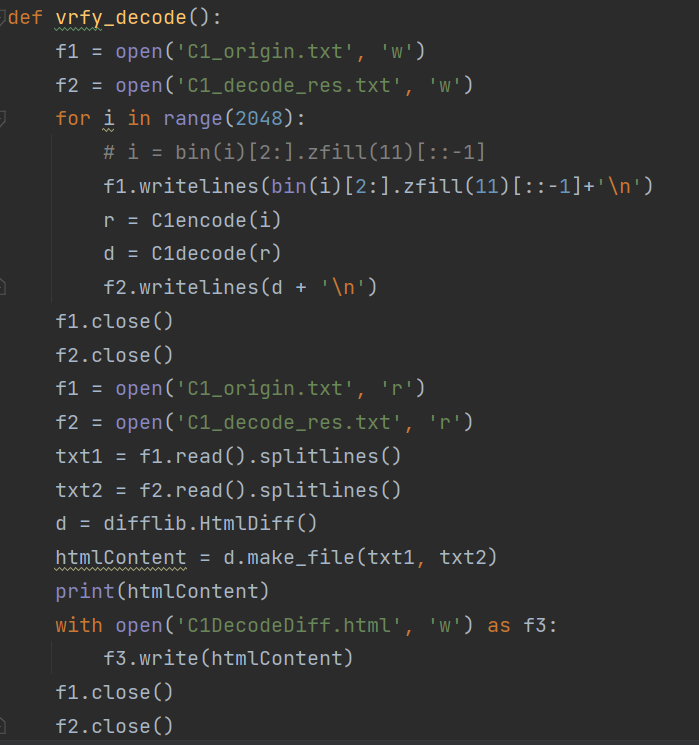 def vrfy_decode():
    f1 = open('C1_origin.txt', 'w')
    f2 = open('C1_decode_res.txt', 'w')
    for i in range(2048):
        # i = bin(i)[2:].zfill(11)[::-1]
        f1.writelines(bin(i)[2:].zfill(11)[::-1]+'\n')
        r = C1encode(i)
        d = C1decode(r)
        f2.writelines(d + '\n')
    f1.close()
    f2.close()
    f1 = open('C1_origin.txt', 'r')
    f2 = open('C1_decode_res.txt', 'r')
    txt1 = f1.read().splitlines()
    txt2 = f2.read().splitlines()
    d = difflib.HtmlDiff()
    htmlContent = d.make_file(txt1, txt2)
    print(htmlContent)
    with open('C1DecodeDiff.html', 'w') as f3:
        f3.write(htmlContent)
    f1.close()
    f2.close()